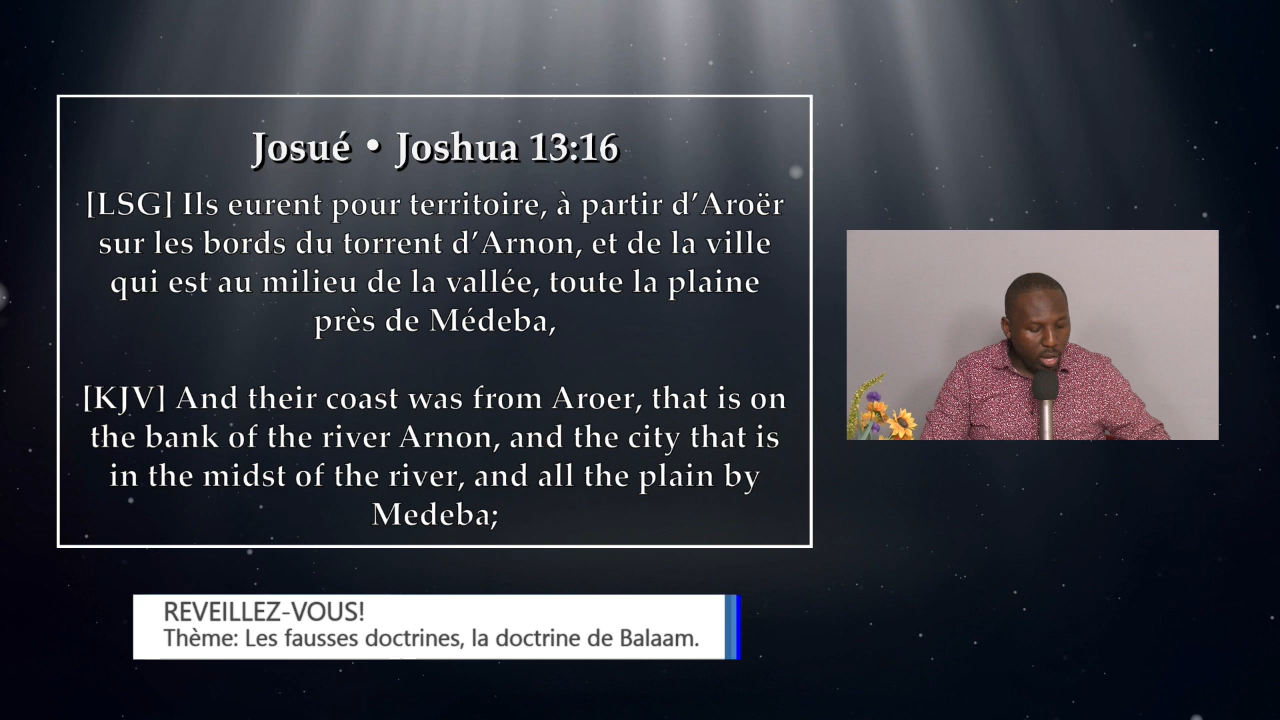 Josué • Joshua 13:16
[LSG] Ils eurent pour territoire, à partir d’Aroër
sur les bords du torrent d’Arnon, et de la ville
qui est au milieu de la vallée, toute la plaine
près de Médeba,
[KJV] And their coast was from Aroer, that is on
the bank of the river Arnon, and the city that is
in the midst of the river, and all the plain by
Medeba;
REVEILLEZ-VOUS!
Thème: Les fausses doctrines, la doctrine de Balaam.